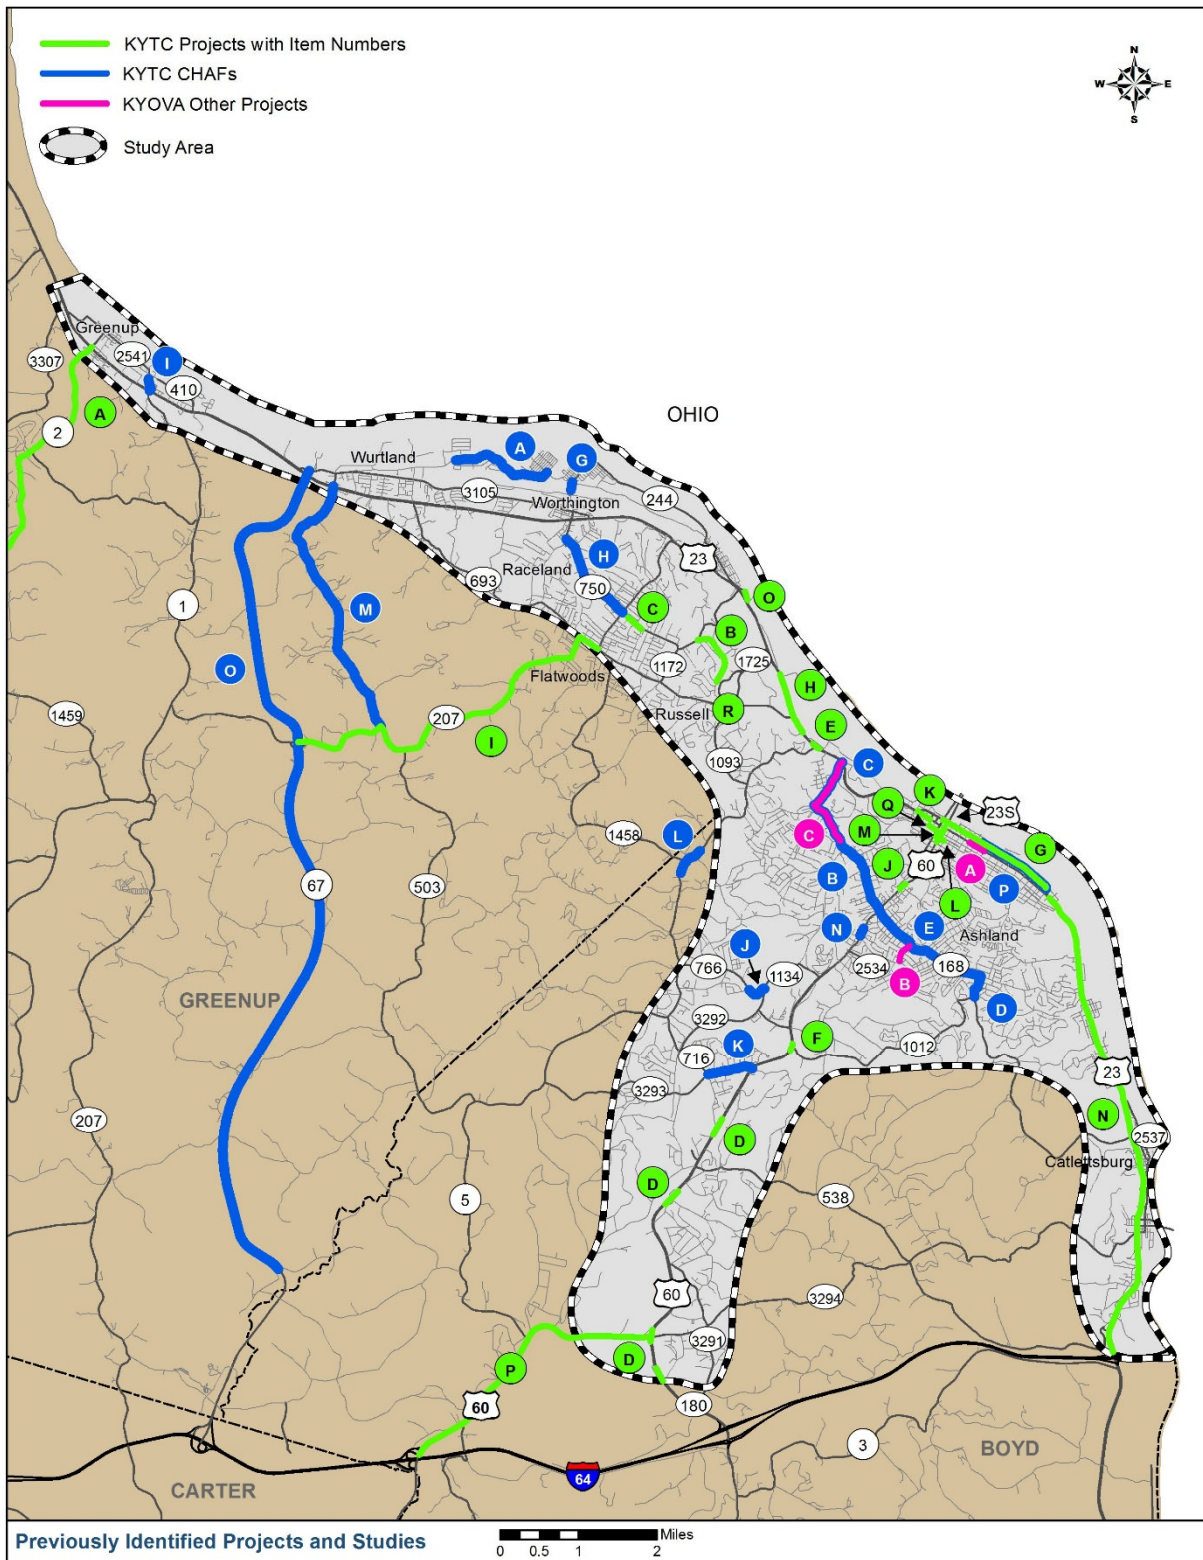 KYTC Projects with Item Numbers
KYTC CHAFs
KYOVA Other Projects
Study Area
N
W E
S
OHIO
Greenup
3307
2541
I
410
A
2
Wurtland
A
G
3105
Worthington
244
23
H
Raceland
693
750
C
O
1
M
B
1172
1725
O
Flatwoods
H
207
I
Russell
R
E
1459
1093
C
K
Q
23S
C
M
1458
L
J
60
G
A
B
P
67
L
503
N
E
Ashland
J
2534
168
766
1134
B
GREENUP
D
3292
F
K
716
1012
3293
23
207
N
D
2537
Catlettsburg
D
5
538
60
3294
3291
D
P
60
180
3
BOYD
64
CARTER
Previously Identified Projects and Studies
Miles
0 0.5 1 2